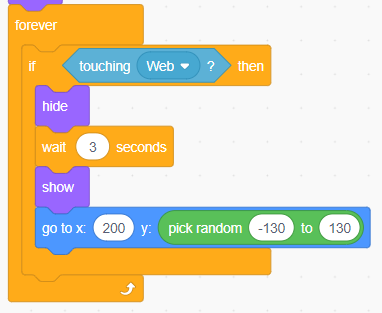 forever
if touching Web ? then
hide
wait 3 seconds
show
go to x: 200 y: pick random -130 to 130